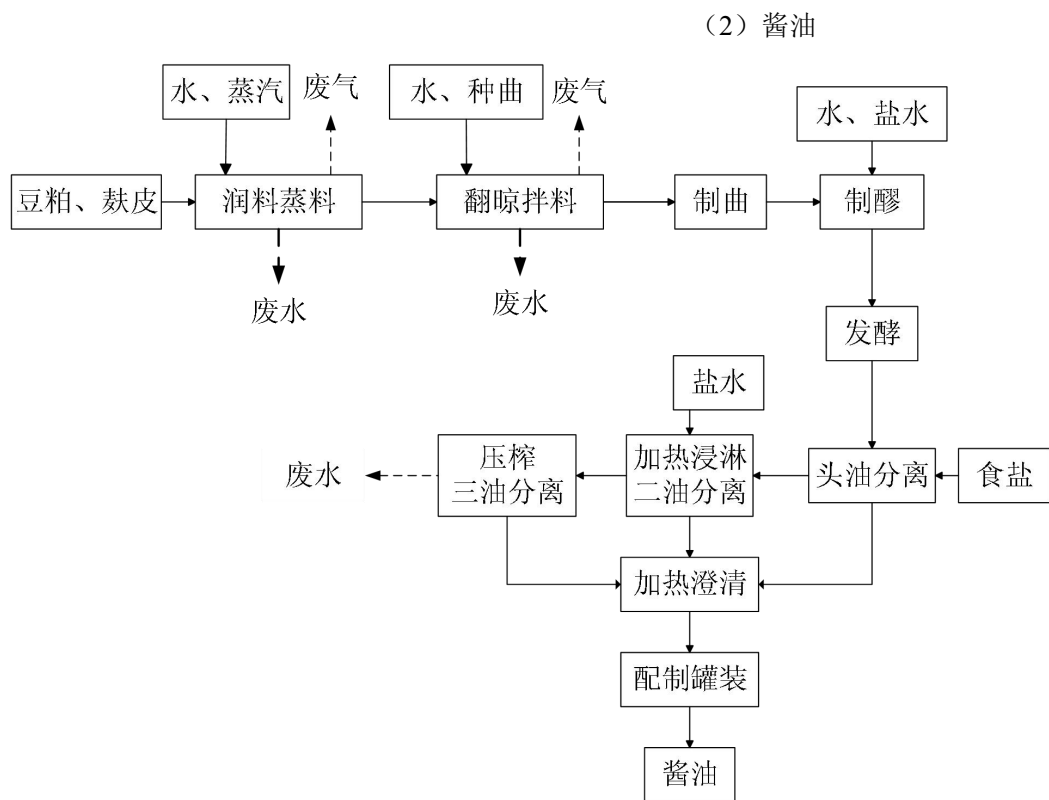 （2）酱油
水、蒸汽
废气
水、种曲
废气
水、盐水
豆粕、麸皮
润料蒸料
翻晾拌料
制曲
制醪
废水
废水
发酵
盐水
废水
压榨
三油分离
加热浸淋
二油分离
头油分离
食盐
加热澄清
配制罐装
酱油